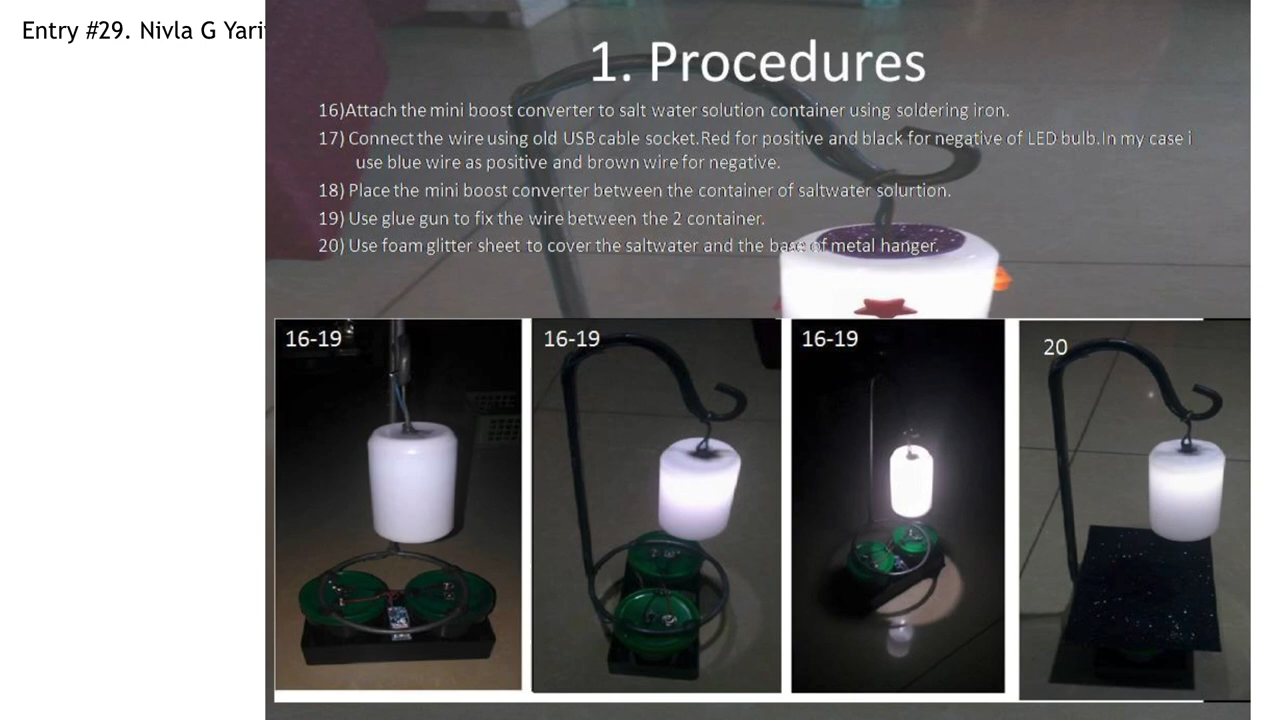 Entry #29. Nivla G Yari
1. Procedures
16)Attach the mini boost converter to salt water solution container using soldering iron.
17) Connect the wire using old USB cable socket.Red for positive and black for negative of LED bulb.In my case i
use blue wire as positive and brown wire for negative.
18) Place the mini boost converter between the container of saltwater solurtion.
19) Use glue gun to fix the wire between the 2 container.
20) Use foam glitter sheet to cover the saltwater and the base of metal hanger.
16-19
16-19
16-19
20